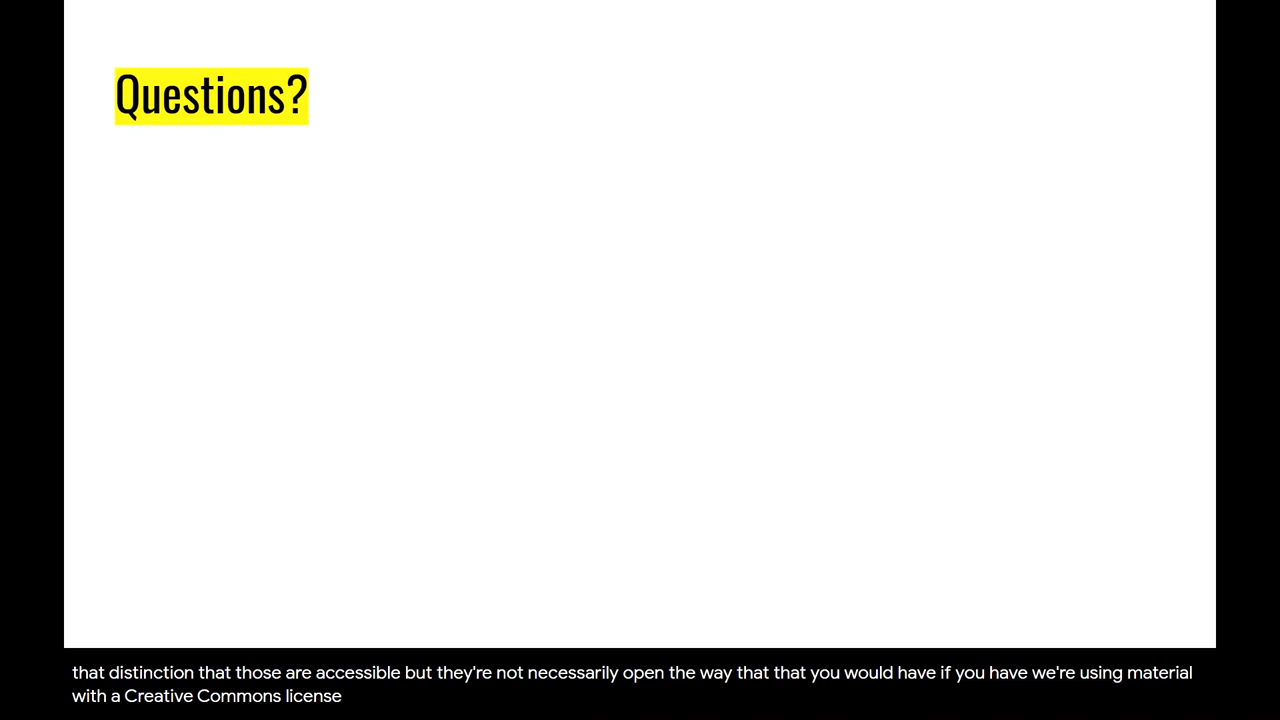 Questions?
that distinction that those are accessible but they're not necessarily open the way that that you would have if you have we're using material
with a Creative Commons license